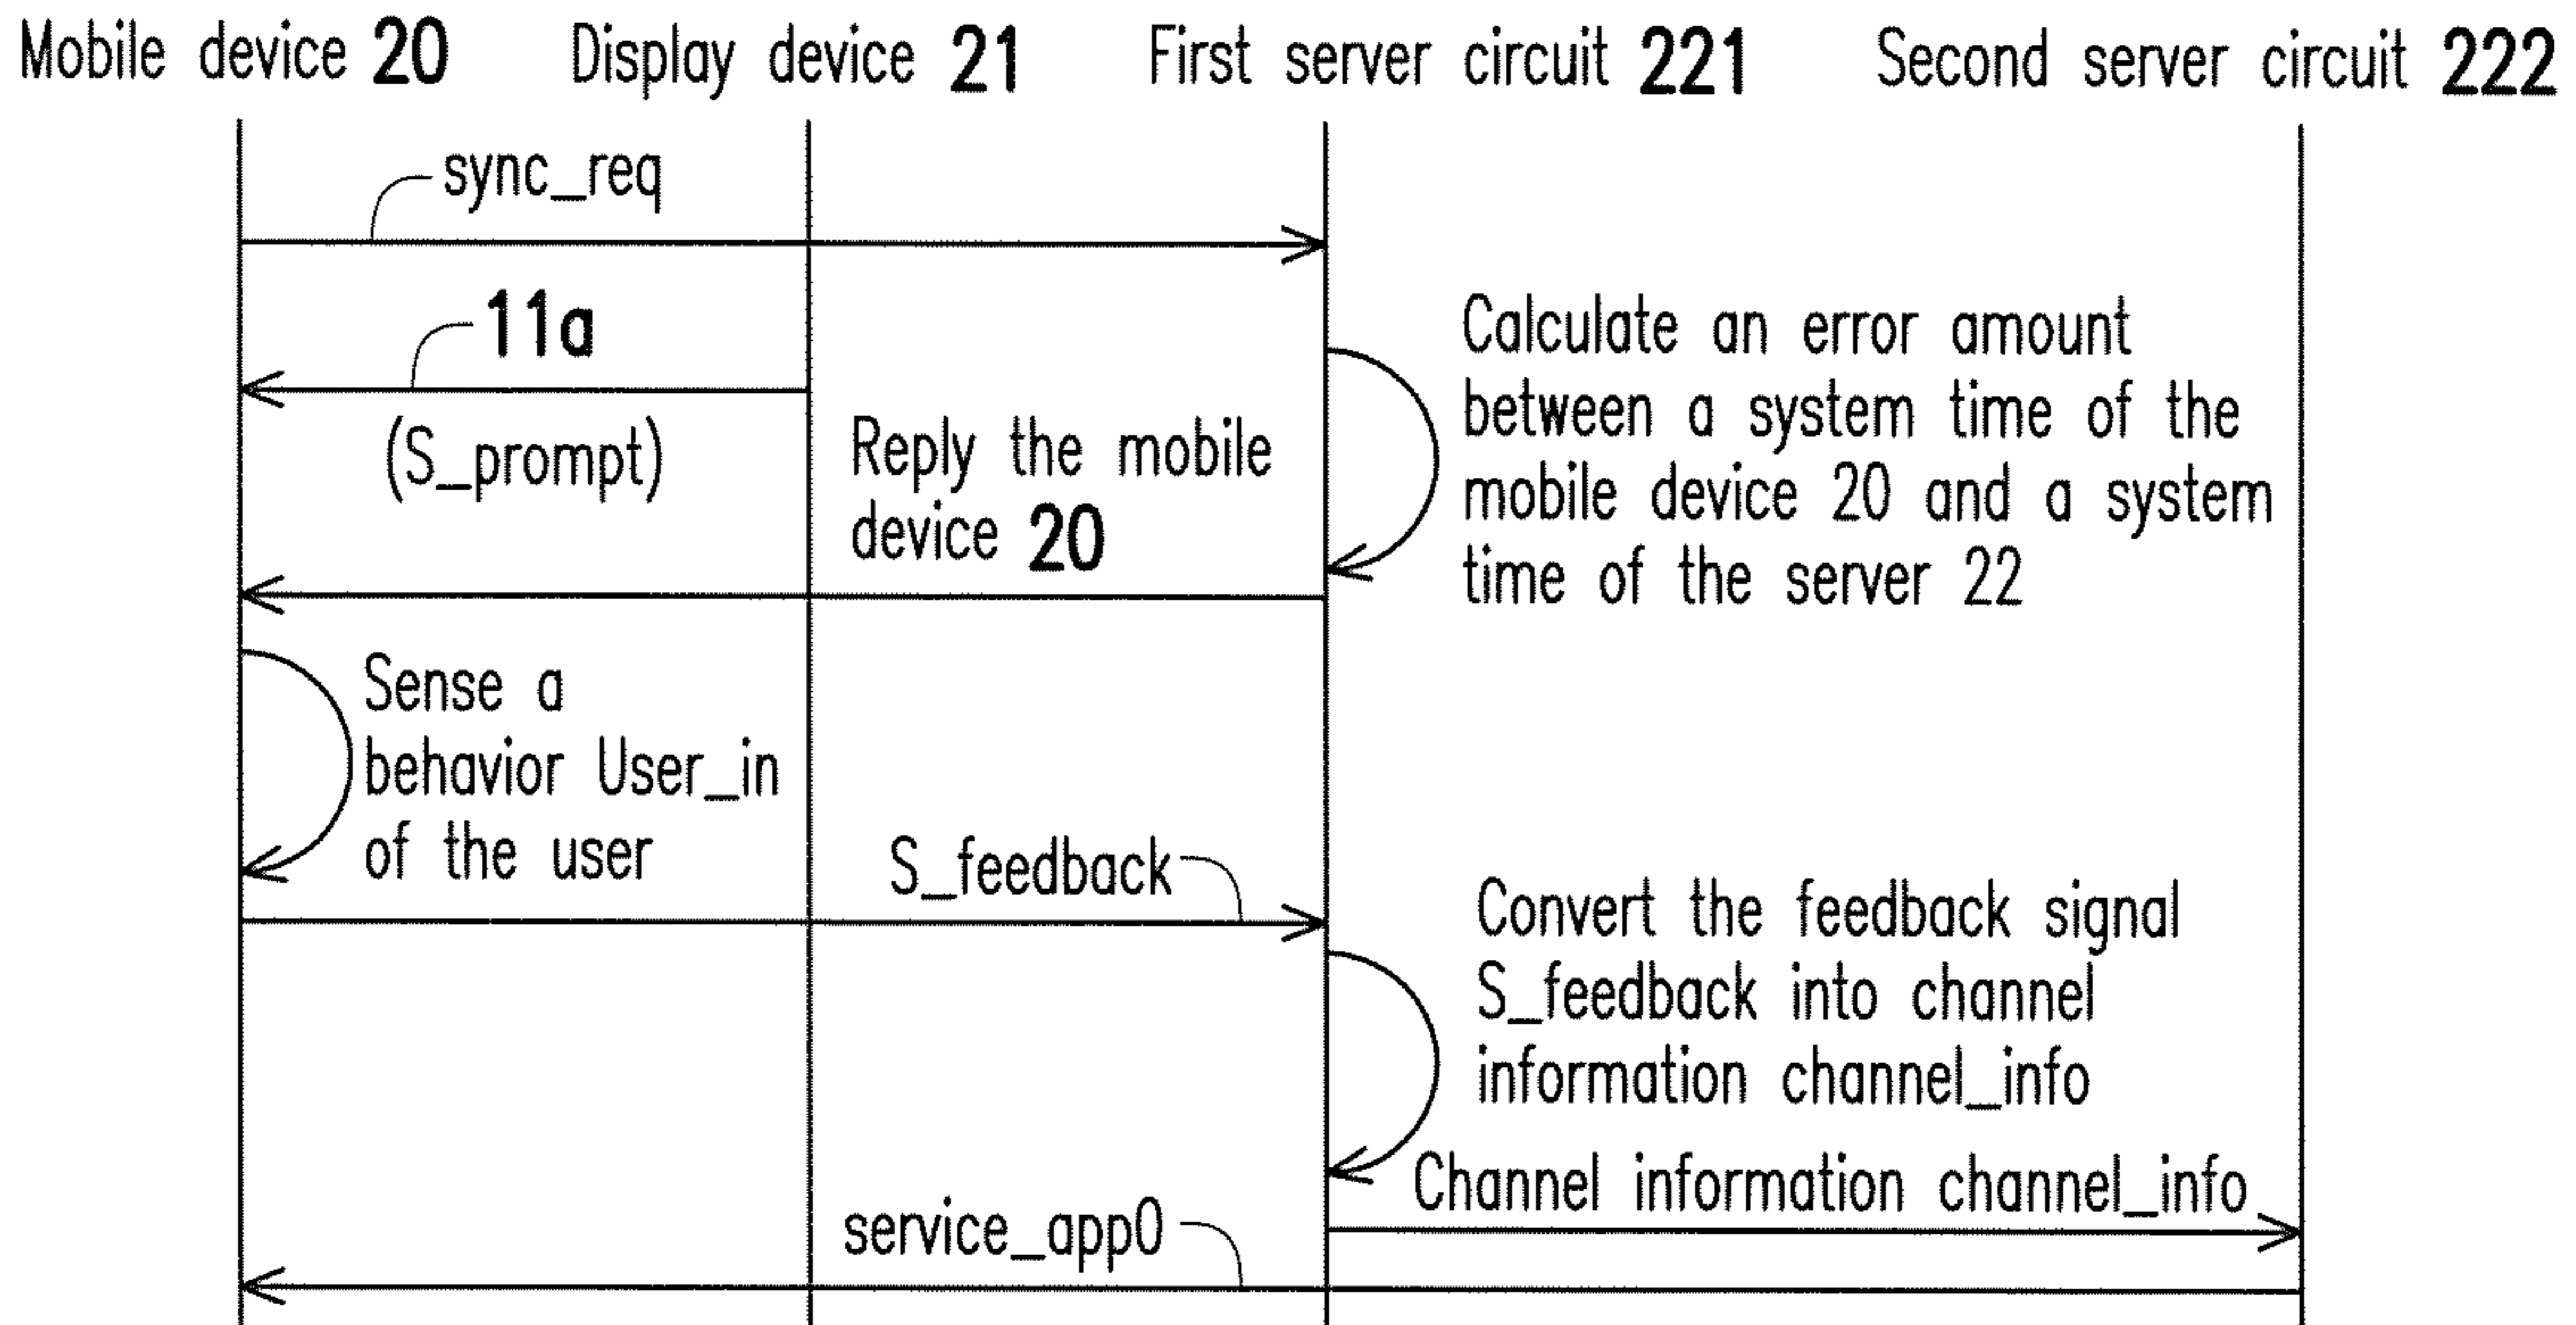 Mobile device 20
Display device 21
First server circuit 221
Second server circuit 222
sync_req
11a
(S_prompt)
Calculate an error amount
between a system time of the
mobile device 20 and a system
time of the server 22
Reply the mobile
device 20
Sense a
behavior User_in
of the user
S_feedback
Convert the feedback signal
S_feedback into channel
information channel_info
Channel information channel_info
service_app0